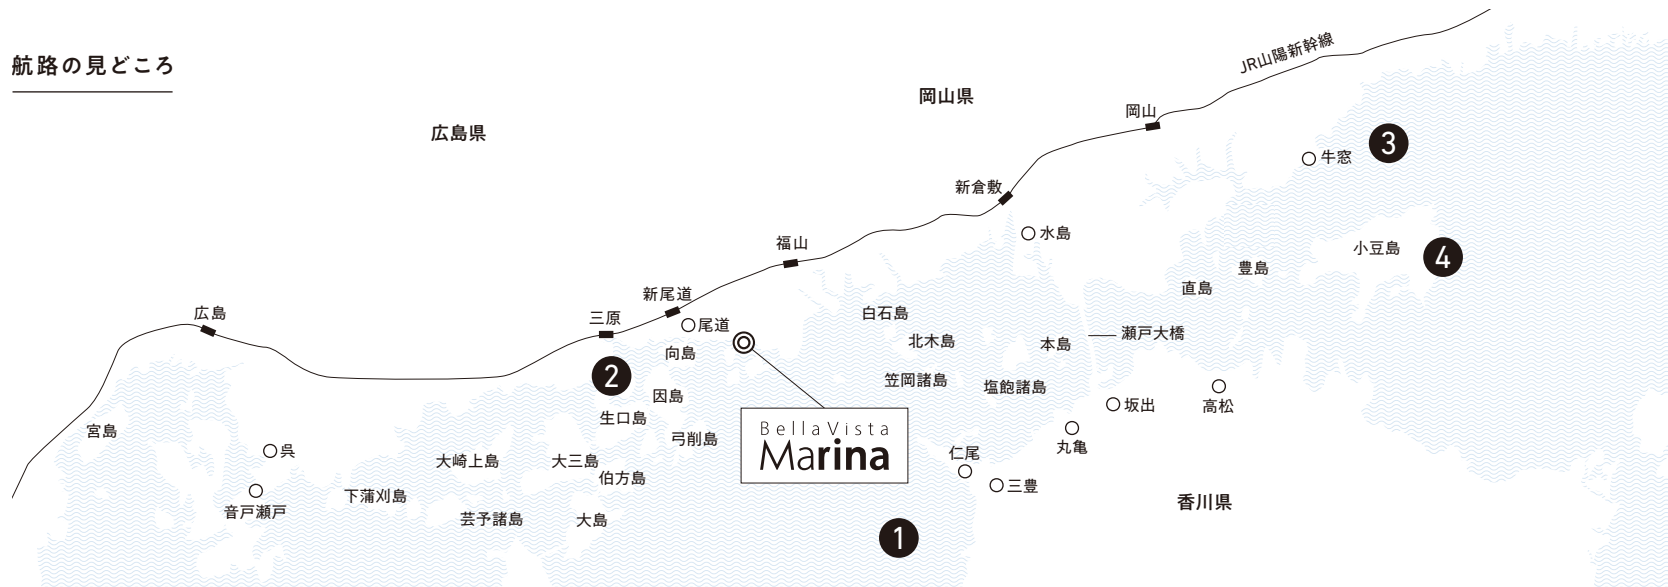 航路の見どころ
JR山陽新幹線
岡山県
広島県
岡山
3
牛窓
新倉敷
水島
小豆島
4
福山
豊島
直島
新尾道
広島
三原
尾道
白石島
瀬戸大橋
北木島
本島
向島
2
笠岡諸島
塩飽諸島
因島
坂出
高松
生口島
BellaVista
Marina
宮島
弓削島
丸亀
呉
仁尾
大崎上島
大三島
伯方島
三豊
下蒲刈島
香川県
音戸瀬戸
芸予諸島
大島
1